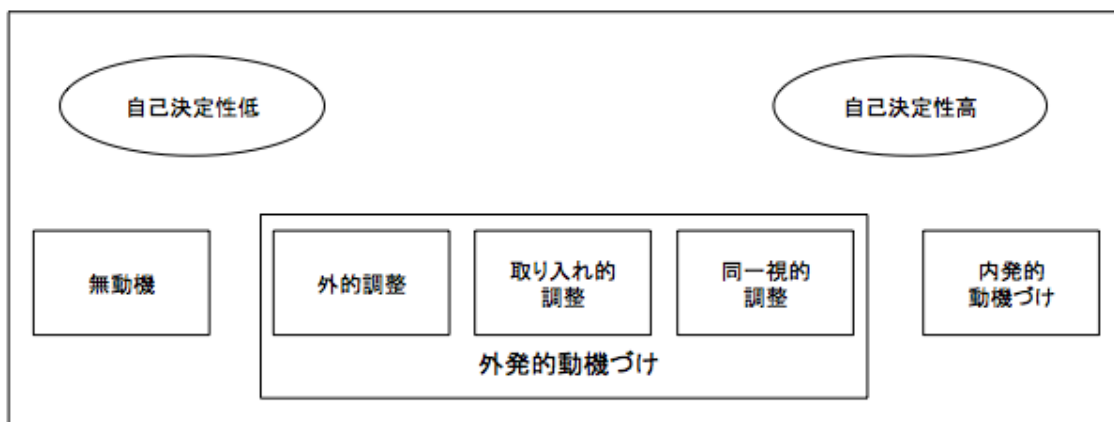 自己決定性低
自己決定性高
無動機
外的調整
取り入れ的
調整
同一視的
調整
内発的
動機づけ
外発的動機づけ